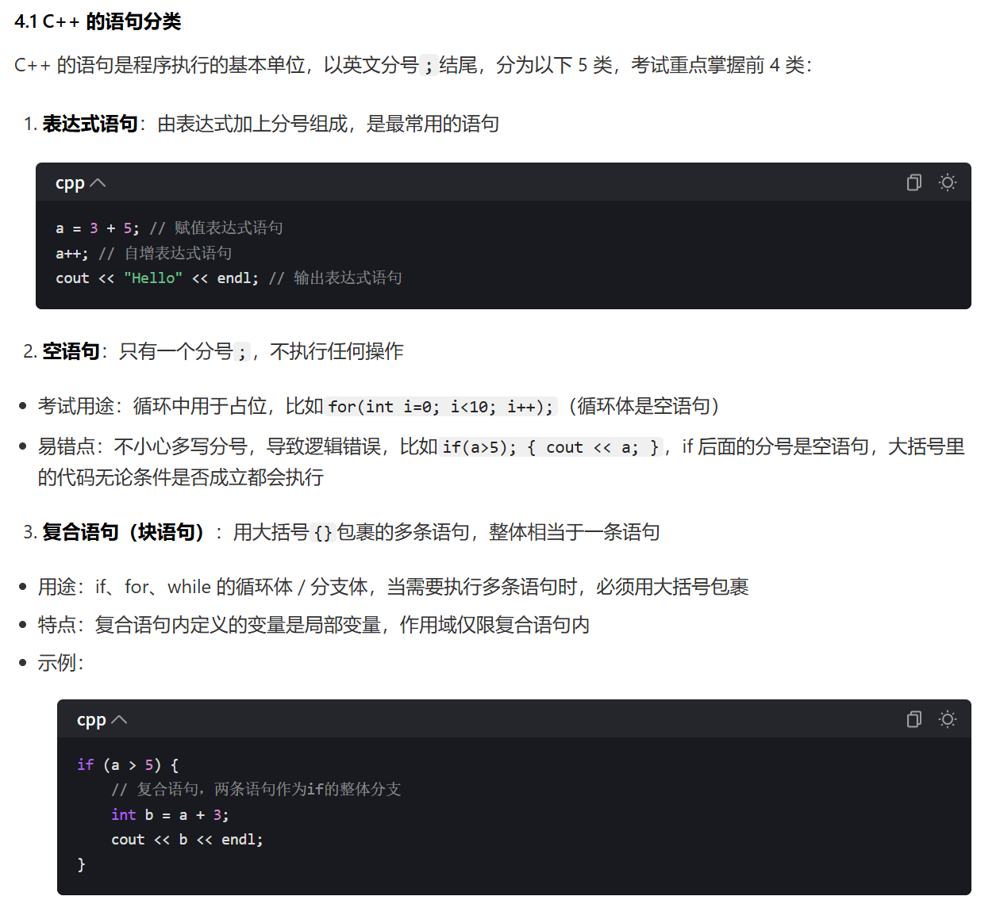 4.1 C++ 的语句分类
C++ 的语句是程序执行的基本单位，以英文分号;结尾，分为以下 5 类，考试重点掌握前 4 类：
1. 表达式语句：由表达式加上分号组成，是最常用的语句
cpp
a = 3 + 5; // 赋值表达式语句
a++; // 自增表达式语句
cout << "Hello" << endl; // 输出表达式语句
2. 空语句：只有一个分号;，不执行任何操作
• 考试用途：循环中用于占位，比如for(int i=0; i<10; i++);（循环体是空语句）
• 易错点：不小心多写分号，导致逻辑错误，比如if(a>5); { cout << a; }，if 后面的分号是空语句，大括号里
的代码无论条件是否成立都会执行
3. 复合语句（块语句）：用大括号{}包裹的多条语句，整体相当于一条语句
• 用途：if、for、while 的循环体 / 分支体，当需要执行多条语句时，必须用大括号包裹
• 特点：复合语句内定义的变量是局部变量，作用域仅限复合语句内
• 示例：
cpp
if (a > 5) {
    // 复合语句，两条语句作为if的整体分支
    int b = a + 3;
    cout << b << endl;
}